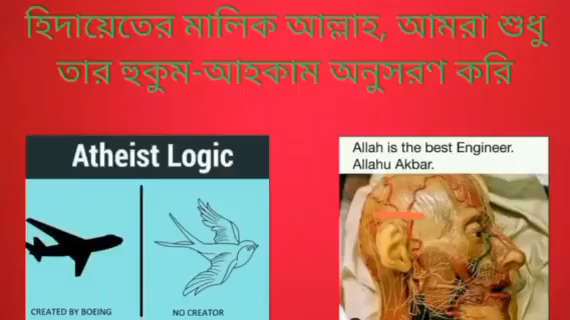 হিদায়েতের মালিক আল্লাহ, আমরা শুধু
তার হুকুম-আহকাম অনুসরণ করি
Atheist Logic
CREATED BY BOEING
NO CREATOR
Allah is the best Engineer.
Allahu Akbar.